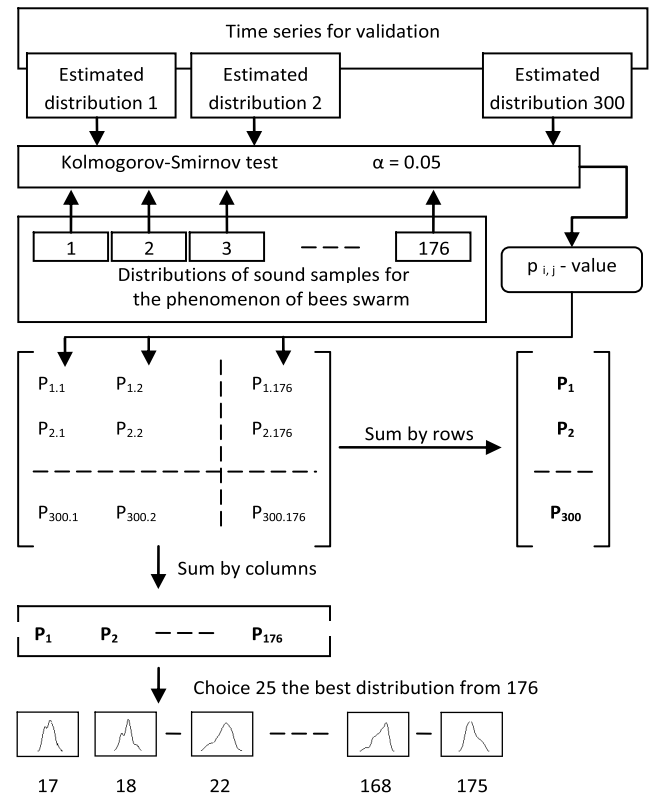 Time series for validation
Estimated distribution 1
Estimated distribution 2
Estimated distribution 300
Kolmogorov-Smirnov test α = 0.05
1 2 3 176
Distributions of sound samples for
the phenomenon of bees swarm
p i, j - value
P1.1 P1.2 P1.176
P2.1 P2.2 P2.176
P300.1 P300.2 P300.176
Sum by rows
P1
P2
P300
Sum by columns
P1 P2 P176
Choice 25 the best distribution from 176
17 18 22 168 175